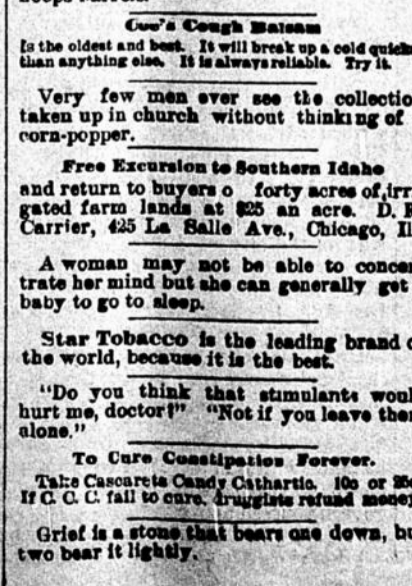 Coe's Cough Balsam
Is the oldest and best. It will break up a cold quick
than anything else. It is always reliable. Try it.
Very few men ever see the collectio
taken up in church without thinking of
corn-popper.
Free Excursion to Southern Idaho
and return to buyers o forty acres of irr
gated farm lands at $25 an acre. D.
Carrier, 425 La Salle Ave., Chicago, Il
A woman may not be able to concen
trate her mind but she can generally get
baby to go to sleep.
Star Tobacco is the leading brand o
the world, because it is the best.
"Do you think that stimulants woul
hurt me, doctor?" "Not if you leave them
alone."
To Cure Constipation Forever.
Take Cascarets Candy Cathartic. 10c or 25c
If C. C. C. fail to cure, druggists refund money
Grief is a stone that bears one down, bu
two bear it lightly.